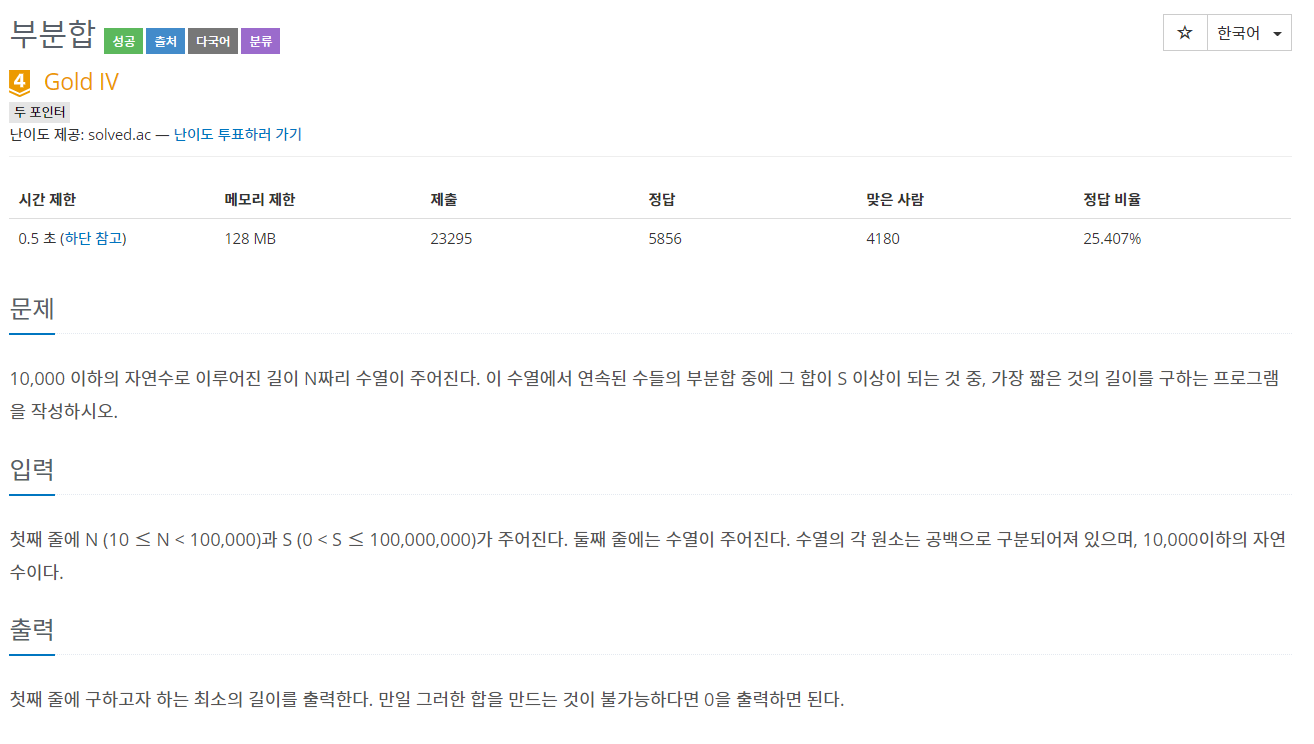 부분합 성공 출처 다국어 분류
☆ 한국어
4 Gold IV
두 포인터
난이도 제공: solved.ac — 난이도 투표하러 가기
시간 제한 메모리 제한 제출 정답 맞은 사람 정답 비율
0.5 초 (하단 참고) 128 MB 23295 5856 4180 25.407%
문제
10,000 이하의 자연수로 이루어진 길이 N짜리 수열이 주어진다. 이 수열에서 연속된 수들의 부분합 중에 그 합이 S 이상이 되는 것 중, 가장 짧은 것의 길이를 구하는 프로그램
을 작성하시오.
입력
첫째 줄에 N (10 ≤ N < 100,000)과 S (0 < S ≤ 100,000,000)가 주어진다. 둘째 줄에는 수열이 주어진다. 수열의 각 원소는 공백으로 구분되어져 있으며, 10,000이하의 자연
수이다.
출력
첫째 줄에 구하고자 하는 최소의 길이를 출력한다. 만일 그러한 합을 만드는 것이 불가능하다면 0을 출력하면 된다.